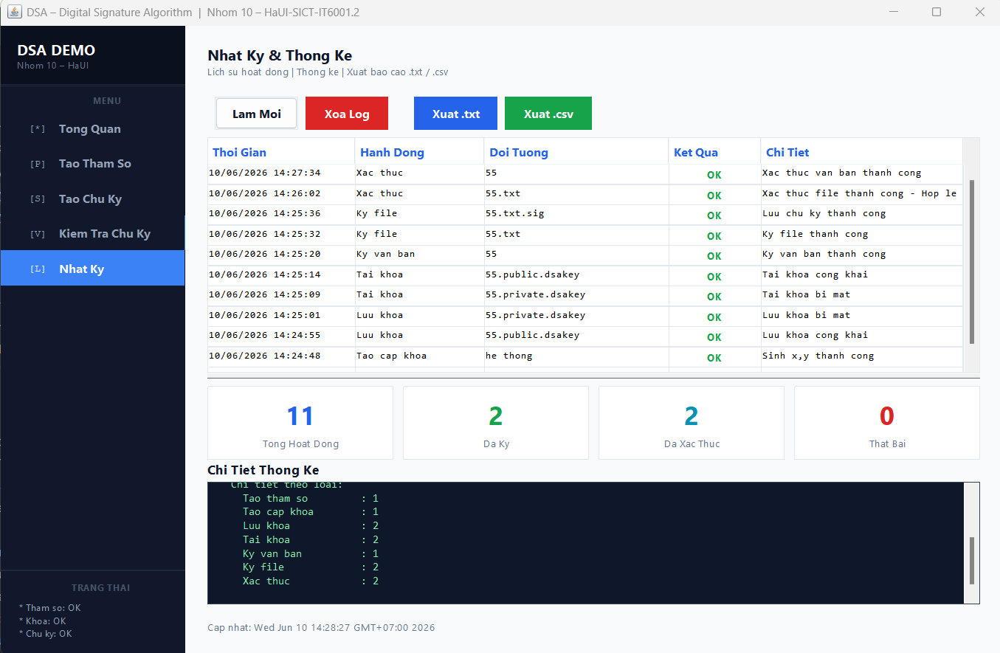 DSA – Digital Signature Algorithm | Nhom 10 – HaUI-SICT-IT6001.2
DSA DEMO
Nhom 10 – HaUI
MENU
[*] Tong Quan
[P] Tao Tham So
[S] Tao Chu Ky
[V] Kiem Tra Chu Ky
[L] Nhat Ky
TRANG THAI
* Tham so: OK
* Khoa: OK
* Chu ky: OK
Nhat Ky & Thong Ke
Lich su hoat dong | Thong ke | Xuat bao cao .txt / .csv
Lam Moi Xoa Log Xuat .txt Xuat .csv
Thoi Gian Hanh Dong Doi Tuong Ket Qua Chi Tiet
10/06/2026 14:27:34 Xac thuc 55 OK Xac thuc van ban thanh cong
10/06/2026 14:26:02 Xac thuc 55.txt OK Xac thuc file thanh cong - Hop le
10/06/2026 14:25:36 Ky file 55.txt.sig OK Luu chu ky thanh cong
10/06/2026 14:25:32 Ky file 55.txt OK Ky file thanh cong
10/06/2026 14:25:20 Ky van ban 55 OK Ky van ban thanh cong
10/06/2026 14:25:14 Tai khoa 55.public.dsakey OK Tai khoa cong khai
10/06/2026 14:25:09 Tai khoa 55.private.dsakey OK Tai khoa bi mat
10/06/2026 14:25:01 Luu khoa 55.private.dsakey OK Luu khoa bi mat
10/06/2026 14:24:55 Luu khoa 55.public.dsakey OK Luu khoa cong khai
10/06/2026 14:24:48 Tao cap khoa he thong OK Sinh x,y thanh cong
11 2 2 0
Tong Hoat Dong Da Ky Da Xac Thuc That Bai
Chi Tiet Thong Ke
Chi tiet theo loai:
Tao tham so : 1
Tao cap khoa : 1
Luu khoa : 2
Tai khoa : 2
Ky van ban : 1
Ky file : 2
Xac thuc : 2
Cap nhat: Wed Jun 10 14:28:27 GMT+07:00 2026